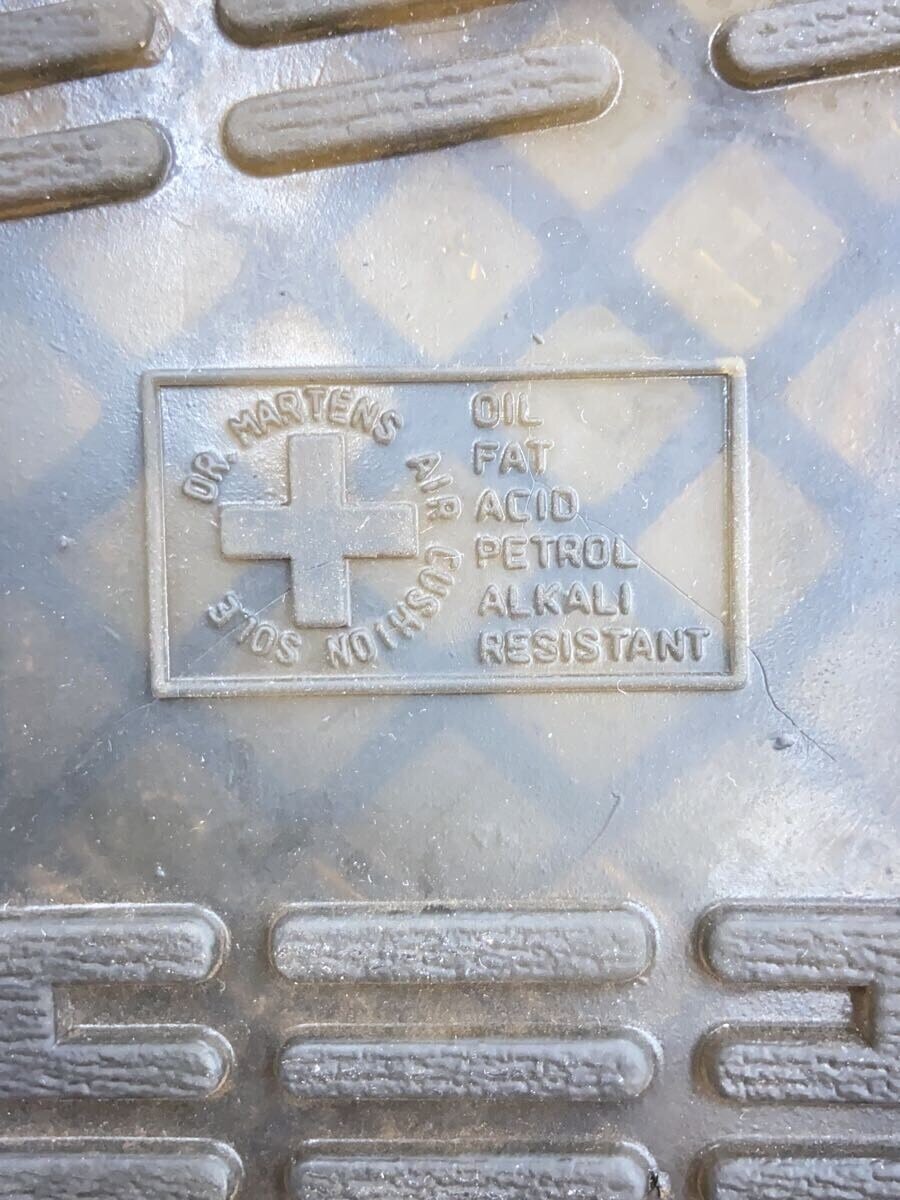 DR. MARTENS AIR CUSHION SOLE
OIL
FAT
ACID
PETROL
ALKALI
RESISTANT